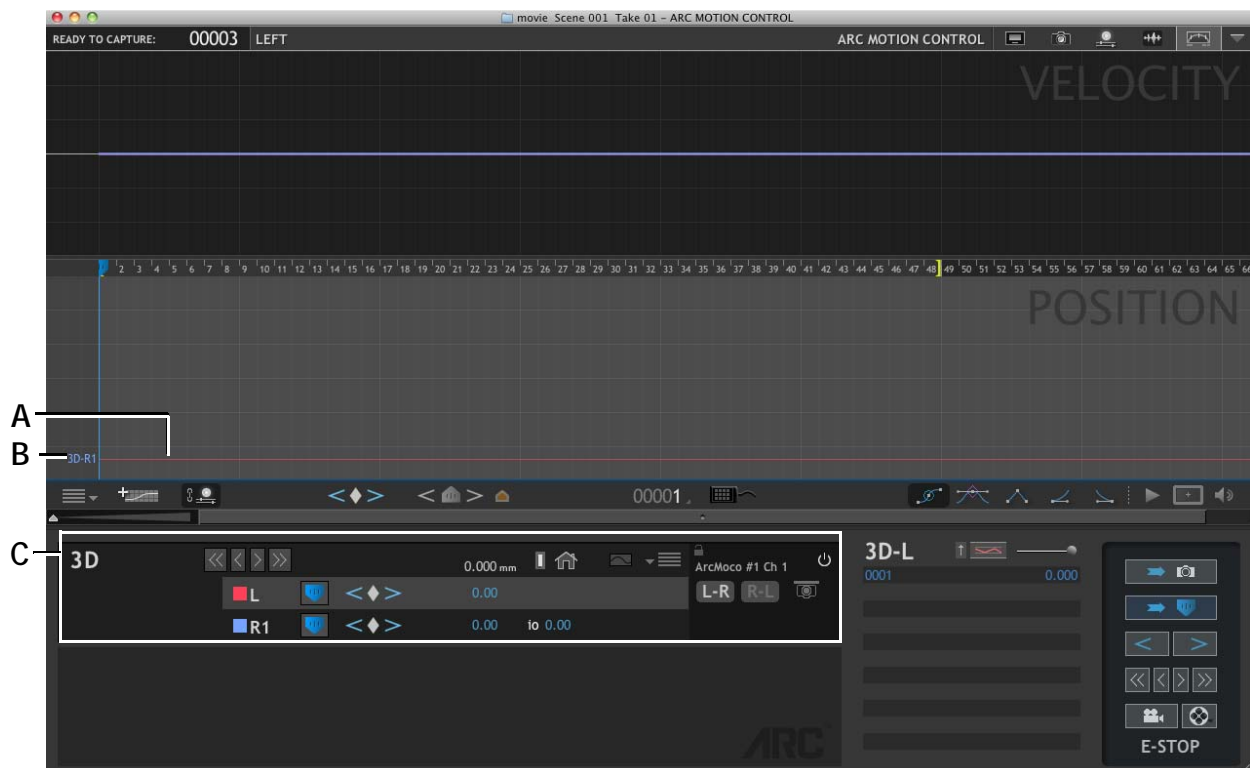 movie Scene 001 Take 01 – ARC MOTION CONTROL
READY TO CAPTURE: 00003 LEFT ARC MOTION CONTROL
VELOCITY
2 3 4 5 6 7 8 9 10 11 12 13 14 15 16 17 18 19 20 21 22 23 24 25 26 27 28 29 30 31 32 33 34 35 36 37 38 39 40 41 42 43 44 45 46 47 48 49 50 51 52 53 54 55 56 57 58 59 60 61 62 63 64 65 66
POSITION
A
B 3D-R1
00001
C
3D 0.000 mm ArcMoco #1 Ch 1
L 0.00 L-R R-L
R1 0.00 io 0.00
3D-L
0001 0.000
ARC
E-STOP